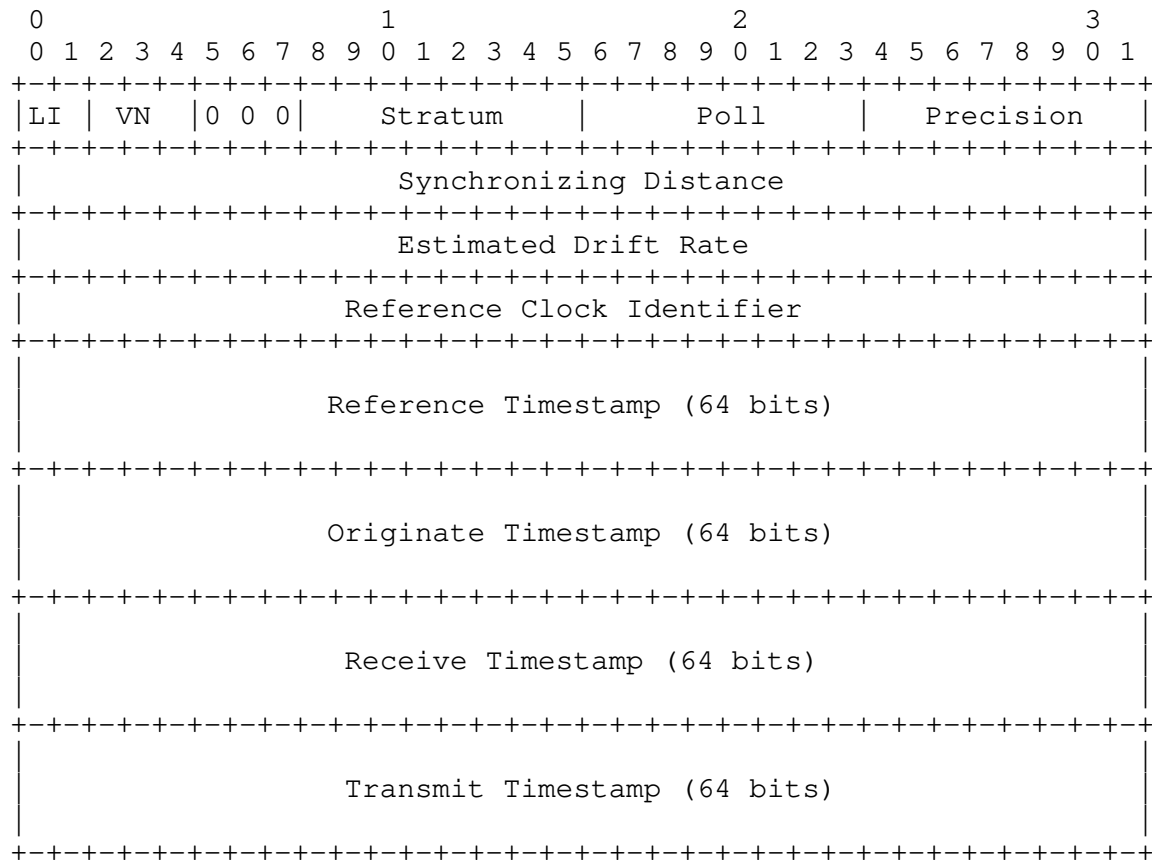 0                   1                   2                   3
0 1 2 3 4 5 6 7 8 9 0 1 2 3 4 5 6 7 8 9 0 1 2 3 4 5 6 7 8 9 0 1
+-+-+-+-+-+-+-+-+-+-+-+-+-+-+-+-+-+-+-+-+-+-+-+-+-+-+-+-+-+-+-+-+
|LI | VN  |0 0 0|    Stratum    |      Poll     |   Precision   |
+-+-+-+-+-+-+-+-+-+-+-+-+-+-+-+-+-+-+-+-+-+-+-+-+-+-+-+-+-+-+-+-+
|                     Synchronizing Distance                    |
+-+-+-+-+-+-+-+-+-+-+-+-+-+-+-+-+-+-+-+-+-+-+-+-+-+-+-+-+-+-+-+-+
|                     Estimated Drift Rate                      |
+-+-+-+-+-+-+-+-+-+-+-+-+-+-+-+-+-+-+-+-+-+-+-+-+-+-+-+-+-+-+-+-+
|                  Reference Clock Identifier                   |
+-+-+-+-+-+-+-+-+-+-+-+-+-+-+-+-+-+-+-+-+-+-+-+-+-+-+-+-+-+-+-+-+
|                                                               |
|                 Reference Timestamp (64 bits)                 |
|                                                               |
+-+-+-+-+-+-+-+-+-+-+-+-+-+-+-+-+-+-+-+-+-+-+-+-+-+-+-+-+-+-+-+-+
|                                                               |
|                 Originate Timestamp (64 bits)                 |
|                                                               |
+-+-+-+-+-+-+-+-+-+-+-+-+-+-+-+-+-+-+-+-+-+-+-+-+-+-+-+-+-+-+-+-+
|                                                               |
|                  Receive Timestamp (64 bits)                  |
|                                                               |
+-+-+-+-+-+-+-+-+-+-+-+-+-+-+-+-+-+-+-+-+-+-+-+-+-+-+-+-+-+-+-+-+
|                                                               |
|                  Transmit Timestamp (64 bits)                 |
|                                                               |
+-+-+-+-+-+-+-+-+-+-+-+-+-+-+-+-+-+-+-+-+-+-+-+-+-+-+-+-+-+-+-+-+